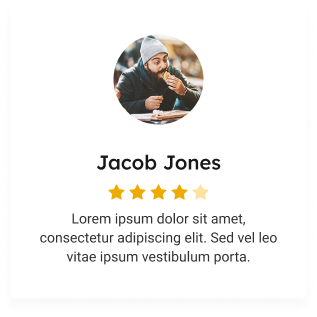 Jacob Jones
Lorem ipsum dolor sit amet,
consectetur adipiscing elit. Sed vel leo
vitae ipsum vestibulum porta.